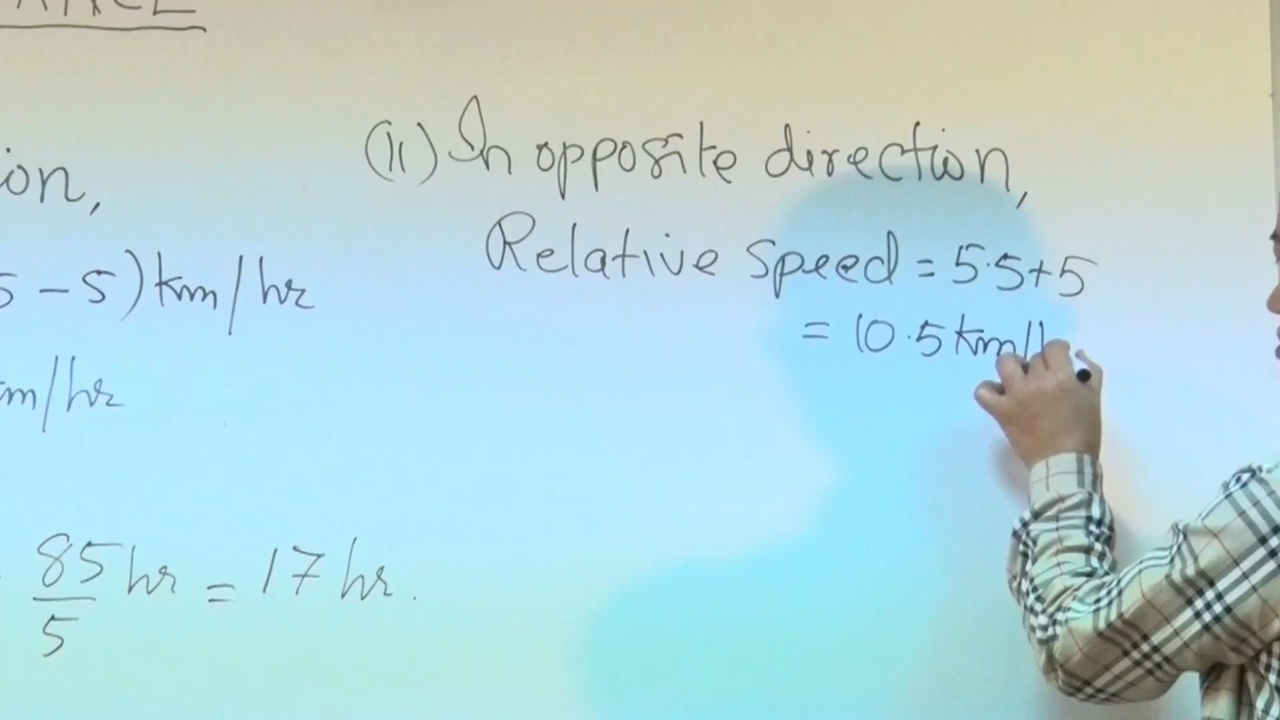 ion,
5 - 5) km/hr
m/hr
85/5 hr = 17 hr.
(ii) In opposite direction,
Relative speed = 5.5+5
= 10.5 km/h